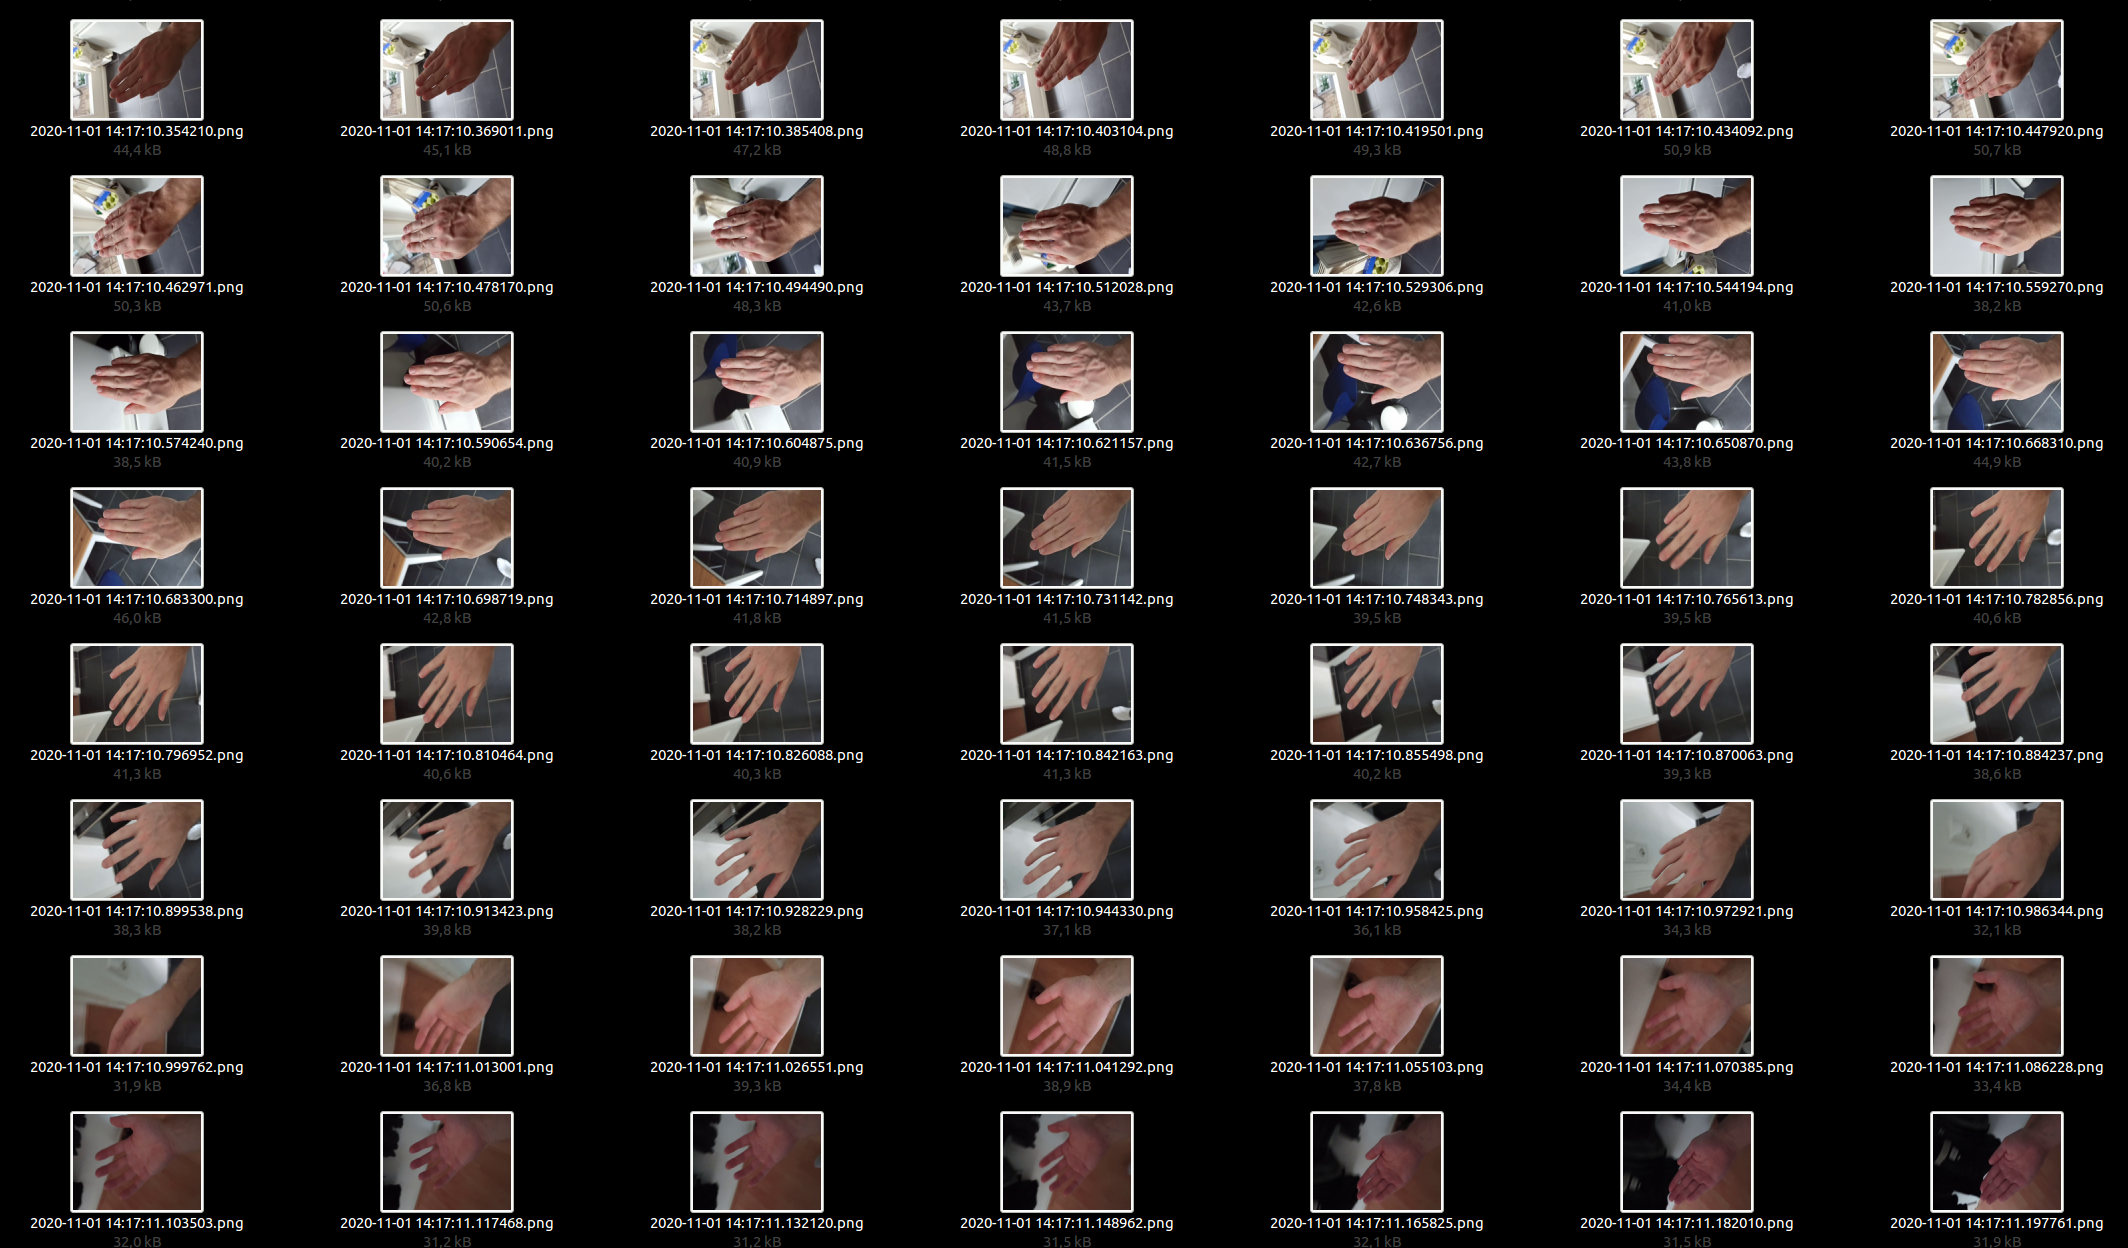 2020-11-01 14:17:10.354210.png 2020-11-01 14:17:10.369011.png 2020-11-01 14:17:10.385408.png 2020-11-01 14:17:10.403104.png 2020-11-01 14:17:10.419501.png 2020-11-01 14:17:10.434092.png 2020-11-01 14:17:10.447920.png
44,4 kB 45,1 kB 47,2 kB 48,8 kB 49,3 kB 50,9 kB 50,7 kB
2020-11-01 14:17:10.462971.png 2020-11-01 14:17:10.478170.png 2020-11-01 14:17:10.494490.png 2020-11-01 14:17:10.512028.png 2020-11-01 14:17:10.529306.png 2020-11-01 14:17:10.544194.png 2020-11-01 14:17:10.559270.png
50,3 kB 50,6 kB 48,3 kB 43,7 kB 42,6 kB 41,0 kB 38,2 kB
2020-11-01 14:17:10.574240.png 2020-11-01 14:17:10.590654.png 2020-11-01 14:17:10.604875.png 2020-11-01 14:17:10.621157.png 2020-11-01 14:17:10.636756.png 2020-11-01 14:17:10.650870.png 2020-11-01 14:17:10.668310.png
38,5 kB 40,2 kB 40,9 kB 41,5 kB 42,7 kB 43,8 kB 44,9 kB
2020-11-01 14:17:10.683300.png 2020-11-01 14:17:10.698719.png 2020-11-01 14:17:10.714897.png 2020-11-01 14:17:10.731142.png 2020-11-01 14:17:10.748343.png 2020-11-01 14:17:10.765613.png 2020-11-01 14:17:10.782856.png
46,0 kB 42,8 kB 41,8 kB 41,5 kB 39,5 kB 39,5 kB 40,6 kB
2020-11-01 14:17:10.796952.png 2020-11-01 14:17:10.810464.png 2020-11-01 14:17:10.826088.png 2020-11-01 14:17:10.842163.png 2020-11-01 14:17:10.855498.png 2020-11-01 14:17:10.870063.png 2020-11-01 14:17:10.884237.png
41,3 kB 40,6 kB 40,3 kB 41,3 kB 40,2 kB 39,3 kB 38,6 kB
2020-11-01 14:17:10.899538.png 2020-11-01 14:17:10.913423.png 2020-11-01 14:17:10.928229.png 2020-11-01 14:17:10.944330.png 2020-11-01 14:17:10.958425.png 2020-11-01 14:17:10.972921.png 2020-11-01 14:17:10.986344.png
38,3 kB 39,8 kB 38,2 kB 37,1 kB 36,1 kB 34,3 kB 32,1 kB
2020-11-01 14:17:10.999762.png 2020-11-01 14:17:11.013001.png 2020-11-01 14:17:11.026551.png 2020-11-01 14:17:11.041292.png 2020-11-01 14:17:11.055103.png 2020-11-01 14:17:11.070385.png 2020-11-01 14:17:11.086228.png
31,9 kB 36,8 kB 39,3 kB 38,9 kB 37,8 kB 34,4 kB 33,4 kB
2020-11-01 14:17:11.103503.png 2020-11-01 14:17:11.117468.png 2020-11-01 14:17:11.132120.png 2020-11-01 14:17:11.148962.png 2020-11-01 14:17:11.165825.png 2020-11-01 14:17:11.182010.png 2020-11-01 14:17:11.197761.png
32,0 kB 31,2 kB 31,2 kB 31,5 kB 32,1 kB 31,5 kB 31,9 kB